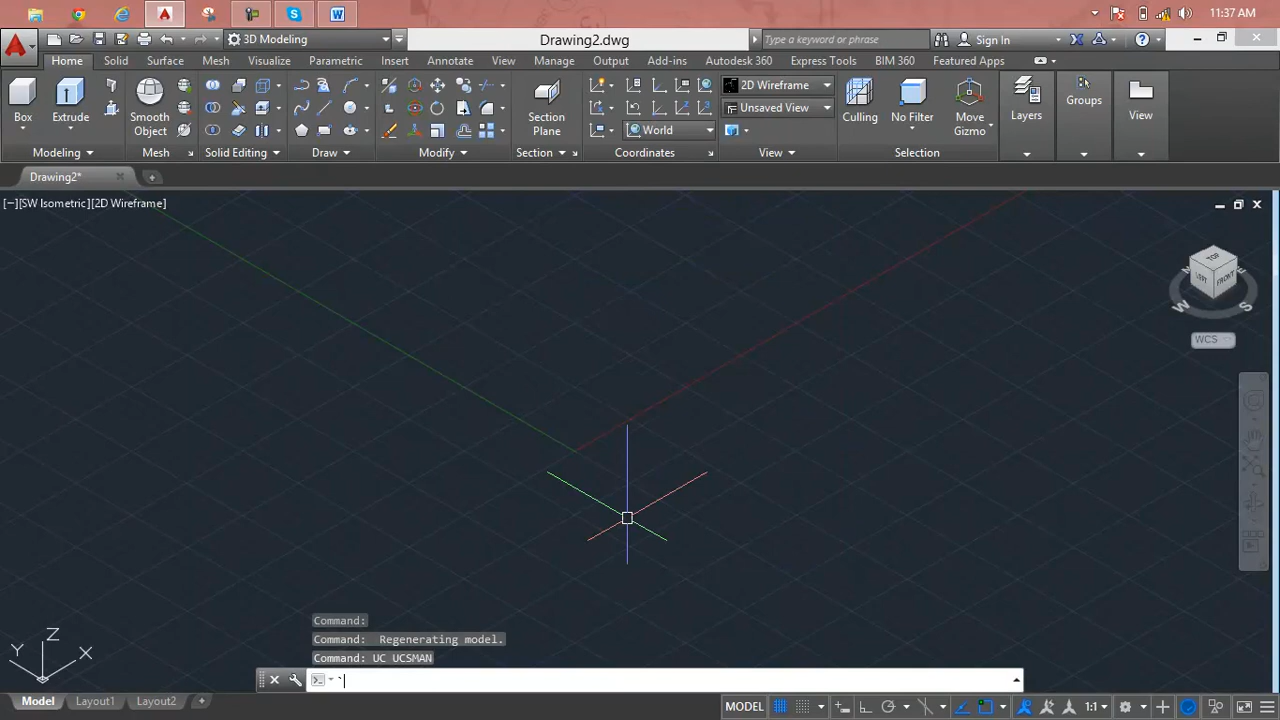 11:37 AM
3D Modeling
Drawing2.dwg
Type a keyword or phrase
Sign In
Home Solid Surface Mesh Visualize Parametric Insert Annotate View Manage Output Add-ins Autodesk 360 Express Tools BIM 360 Featured Apps
Box Extrude Smooth Object Section Plane World 2D Wireframe Unsaved View Culling No Filter Move Gizmo Layers Groups View
Modeling Mesh Solid Editing Draw Modify Section Coordinates View Selection
Drawing2*
[−][SW Isometric][2D Wireframe]
TOP
LEFT FRONT
W S
WCS
Z
Y X
Command:
Command: Regenerating model.
Command: UC UCSMAN
`
Model Layout1 Layout2 +
MODEL 1:1